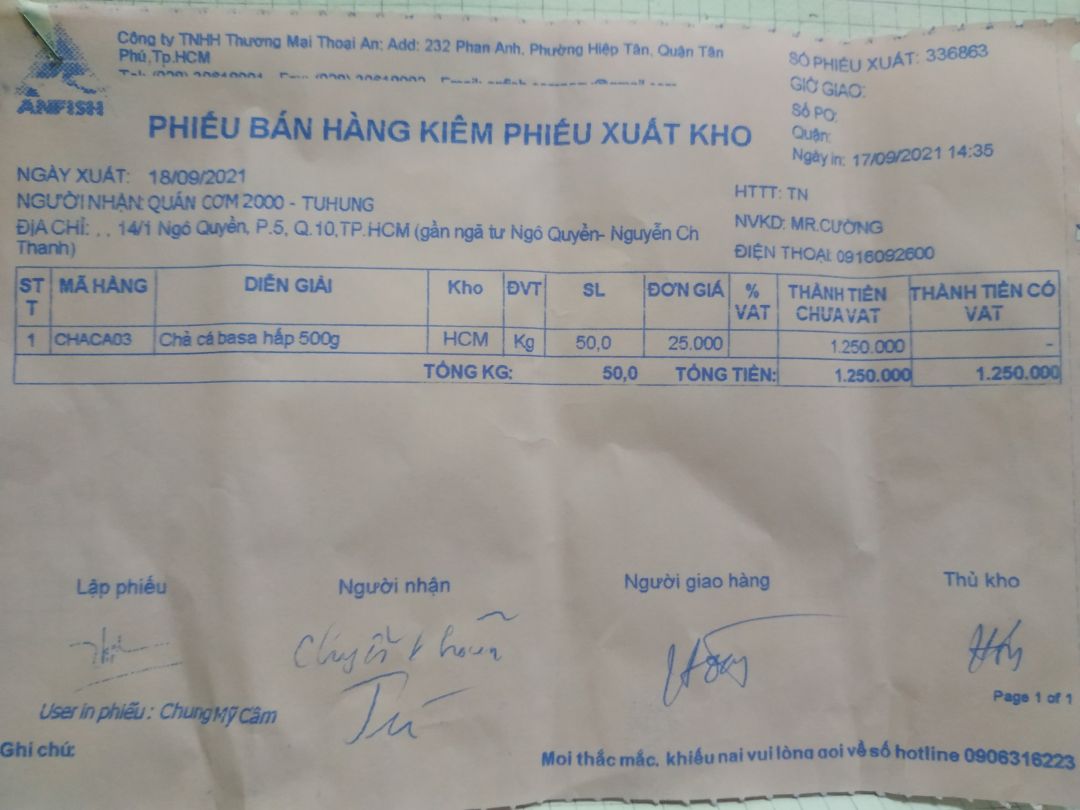 ANFISH
Công ty TNHH Thương Mại Thoại An: Add: 232 Phan Anh, Phường Hiệp Tân, Quận Tân
Phú,Tp.HCM
SỐ PHIẾU XUẤT: 336863
GIỜ GIAO:
Số PO:
Quận:
Ngày in: 17/09/2021 14:35
PHIẾU BÁN HÀNG KIÊM PHIẾU XUẤT KHO
NGÀY XUẤT: 18/09/2021
NGƯỜI NHẬN: QUÁN CƠM 2000 - TUHUNG
ĐỊA CHỈ: , , 14/1 Ngô Quyền, P.5, Q.10,TP.HCM (gần ngã tư Ngô Quyền- Nguyễn Ch
Thanh)
HTTT: TN
NVKD: MR.CƯỜNG
ĐIỆN THOẠI: 0916092600
STT MÃ HÀNG DIỄN GIẢI Kho ĐVT SL ĐƠN GIÁ % VAT THÀNH TIỀN CHƯA VAT THÀNH TIỀN CÓ VAT
1 CHACA03 Chả cá basa hấp 500g HCM Kg 50,0 25.000 1.250.000 -
TỔNG KG: 50,0 TỔNG TIỀN: 1.250.000 1.250.000
Lập phiếu Người nhận Người giao hàng Thủ kho
Chuyển khoản
Tú
Page 1 of 1
User in phiếu : Chung Mỹ Cầm
Ghi chú:
Mọi thắc mắc, khiếu nại vui lòng gọi về số hotline 0906316223